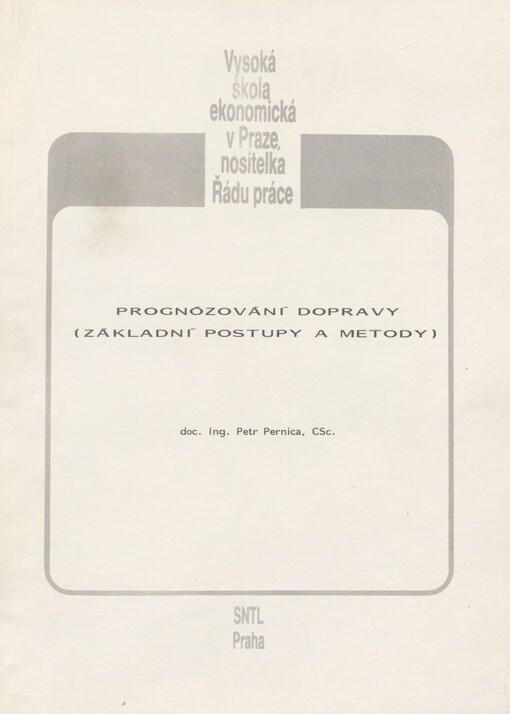 Vysoká
škola
ekonomická
v Praze,
nositelka
Řádu práce
PROGNÓZOVÁNÍ DOPRAVY
(ZÁKLADNÍ POSTUPY A METODY)
doc. Ing. Petr Pernica, CSc.
SNTL
Praha